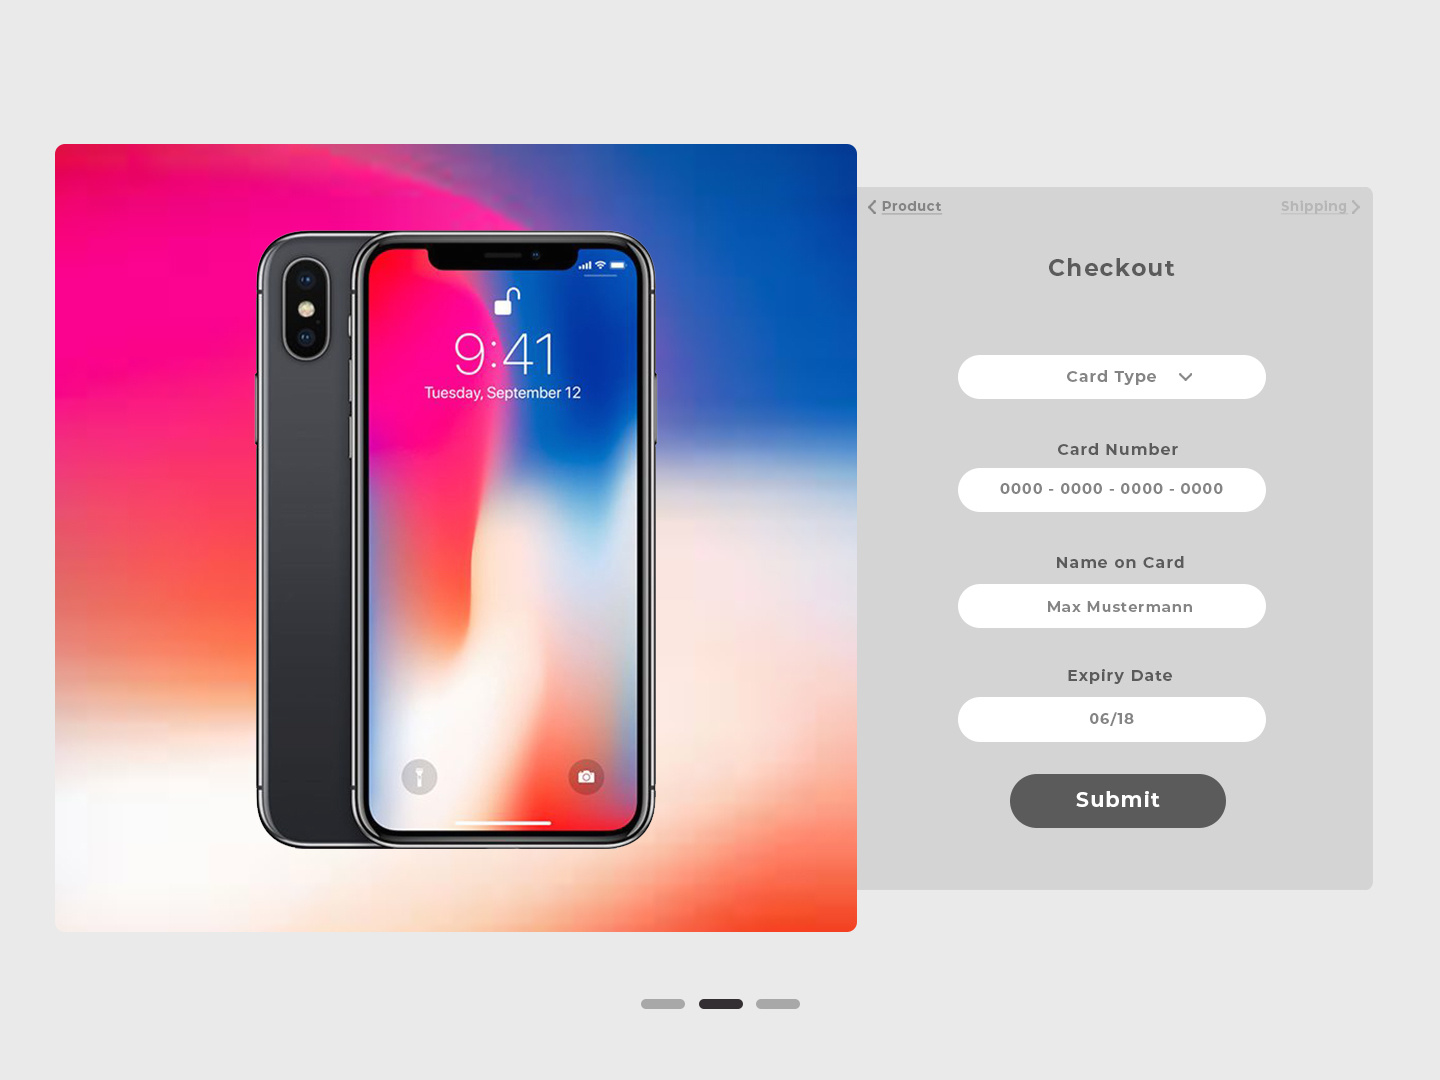 9:41
Tuesday, September 12
Product
Shipping
Checkout
Card Type
Card Number
0000 - 0000 - 0000 - 0000
Name on Card
Max Mustermann
Expiry Date
06/18
Submit